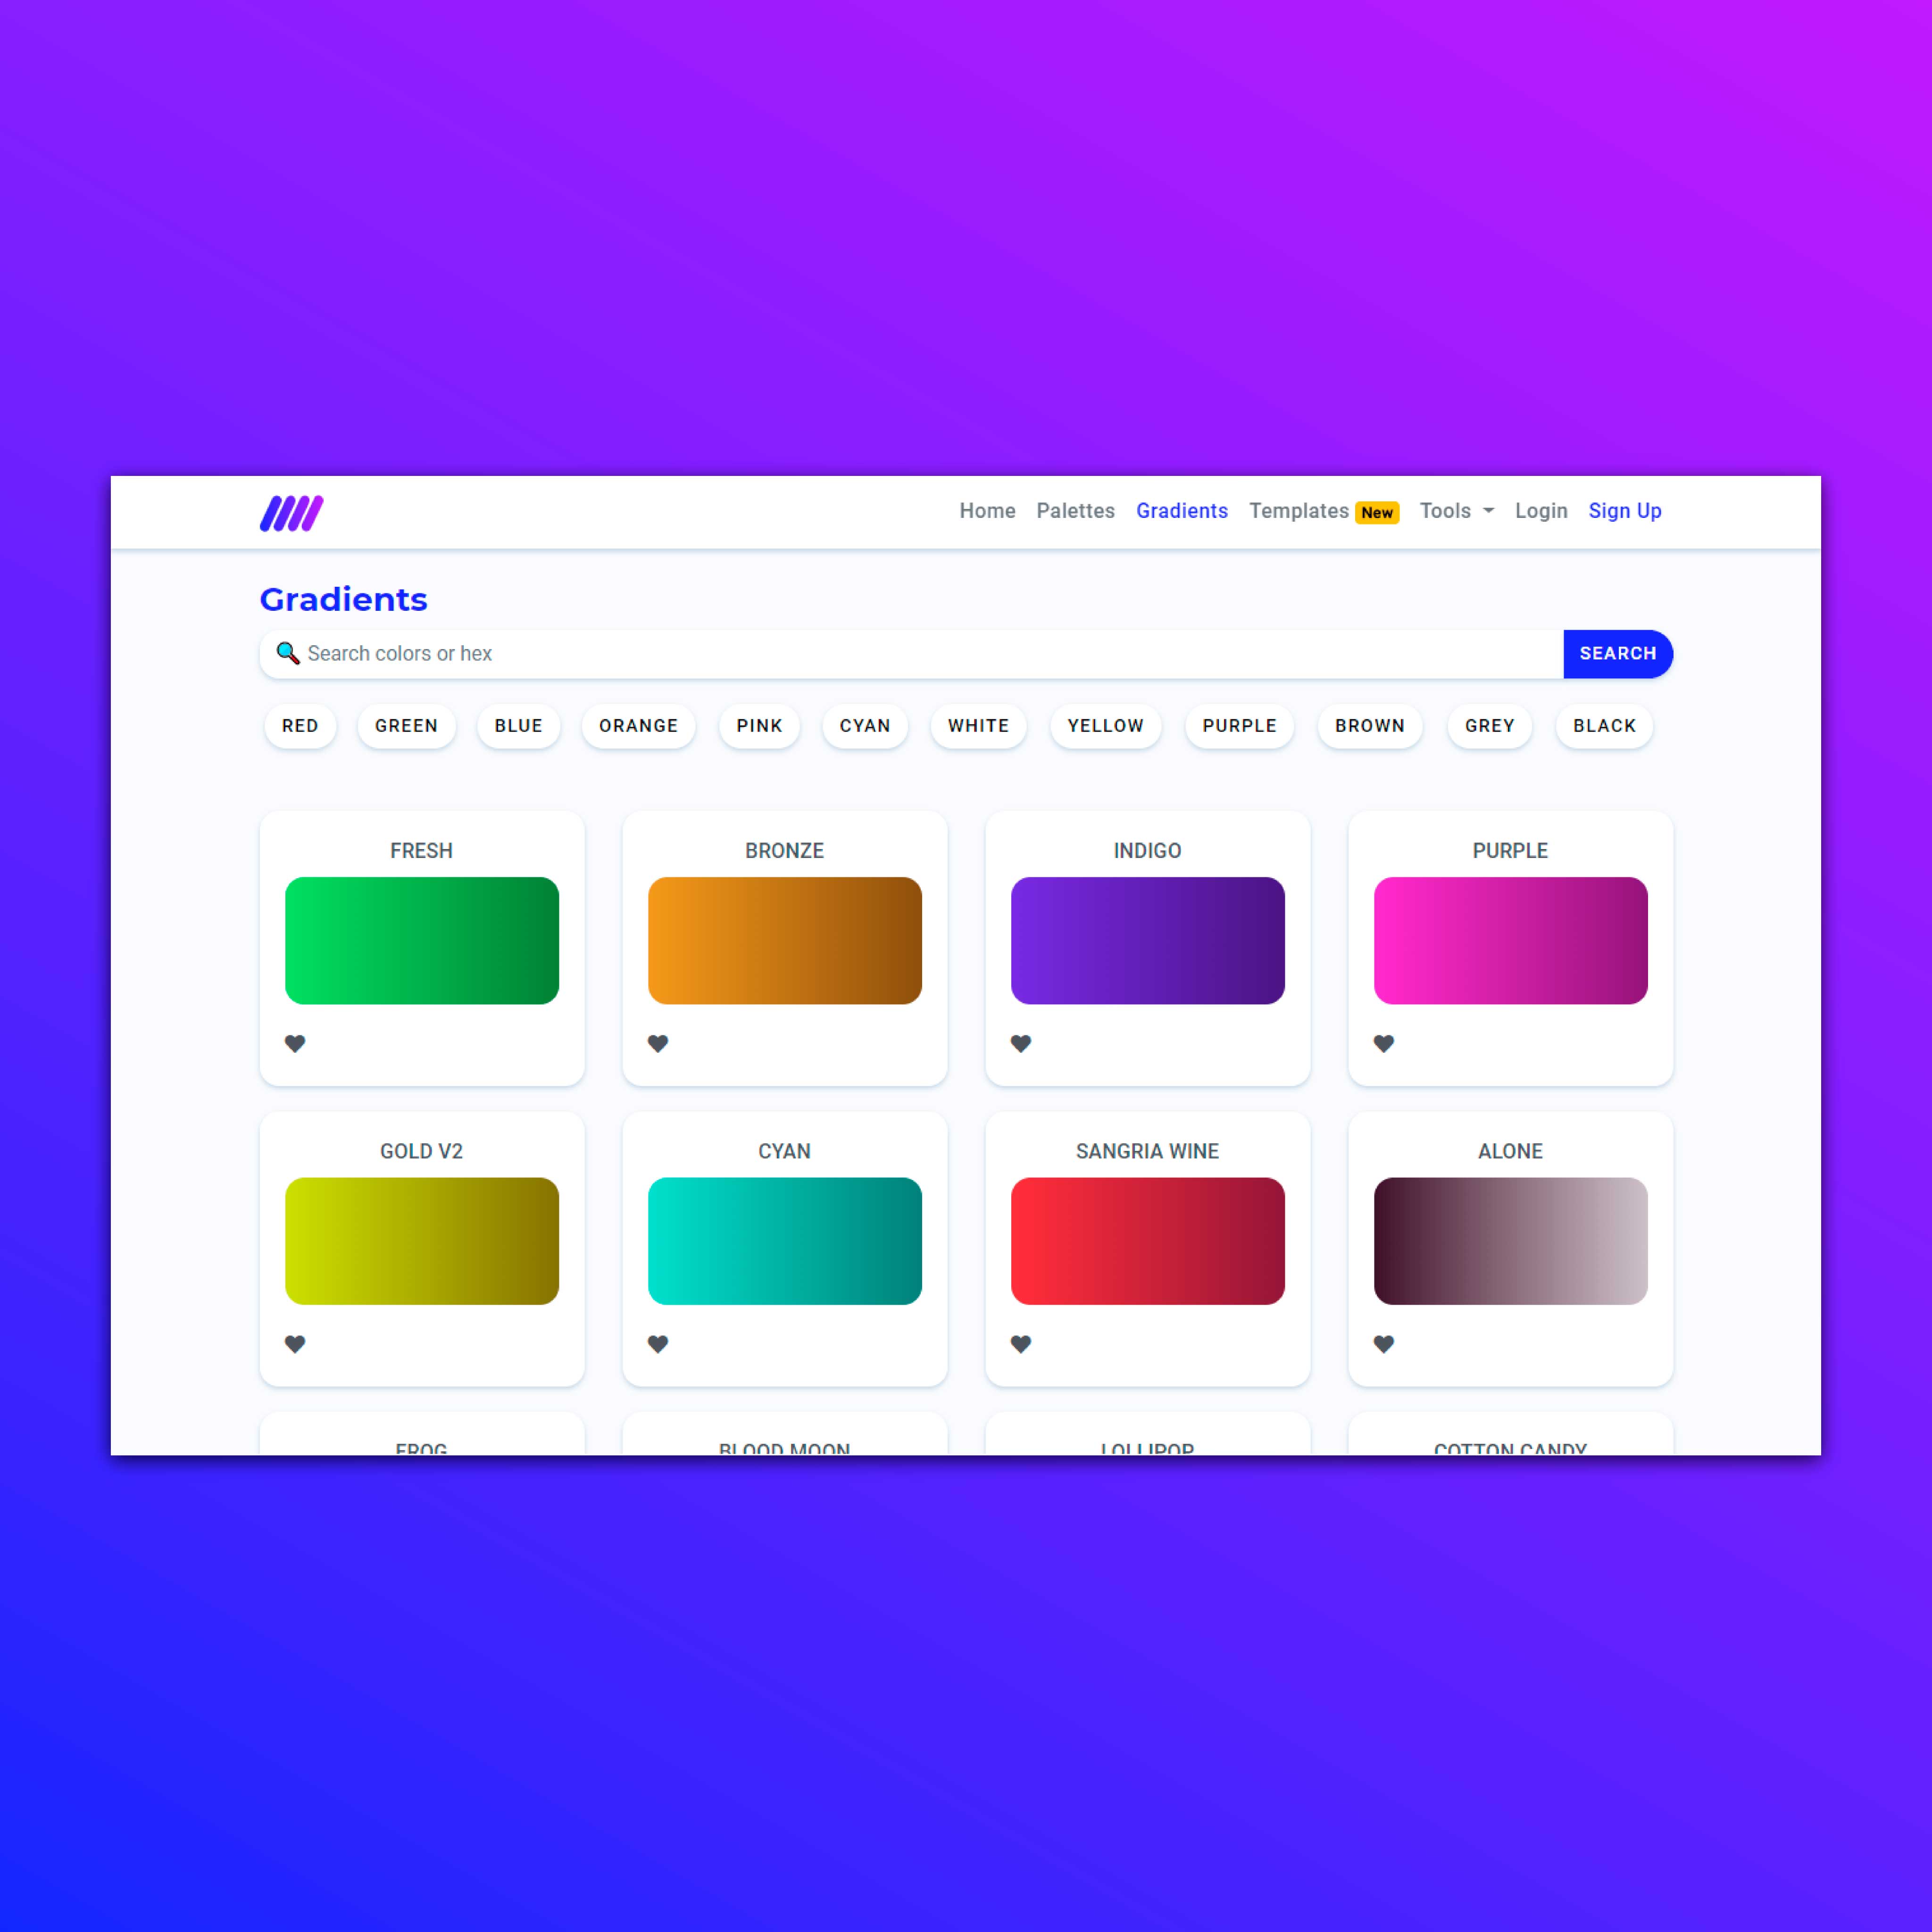 Home Palettes Gradients Templates New Tools Login Sign Up
Gradients
Search colors or hex SEARCH
RED GREEN BLUE ORANGE PINK CYAN WHITE YELLOW PURPLE BROWN GREY BLACK
FRESH BRONZE INDIGO PURPLE
GOLD V2 CYAN SANGRIA WINE ALONE
FROG BLOOD MOON LOLLIPOP COTTON CANDY